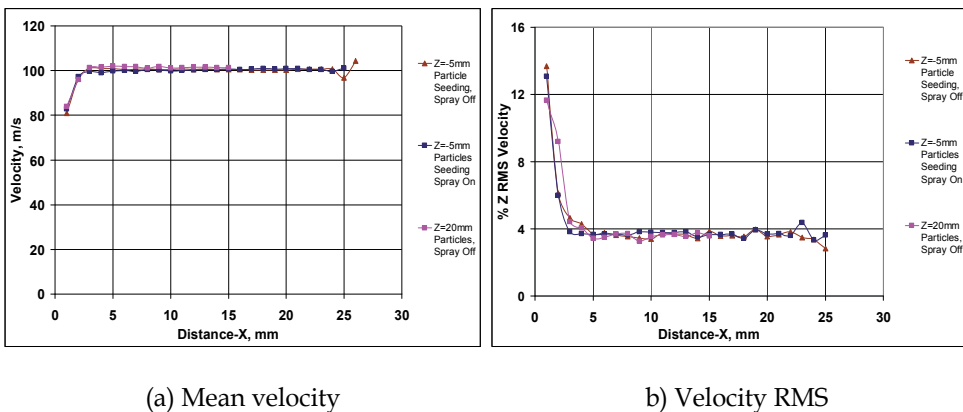 120
100
80
60
40
20
0
Velocity, m/s
0 5 10 15 20 25 30
Distance-X, mm
Z=-5mm
Particle
Seeding,
Spray Off
Z=-5mm
Particles
Seeding
Spray On
Z=20mm
Particles,
Spray Off
16
12
8
4
0
% Z RMS Velocity
0 5 10 15 20 25 30
Distance-X, mm
Z=-5mm
Particle
Seeding,
Spray Off
Z=-5mm
Particles
Seeding
Spray On
Z=20mm
Particles,
Spray Off
(a) Mean velocity
b) Velocity RMS